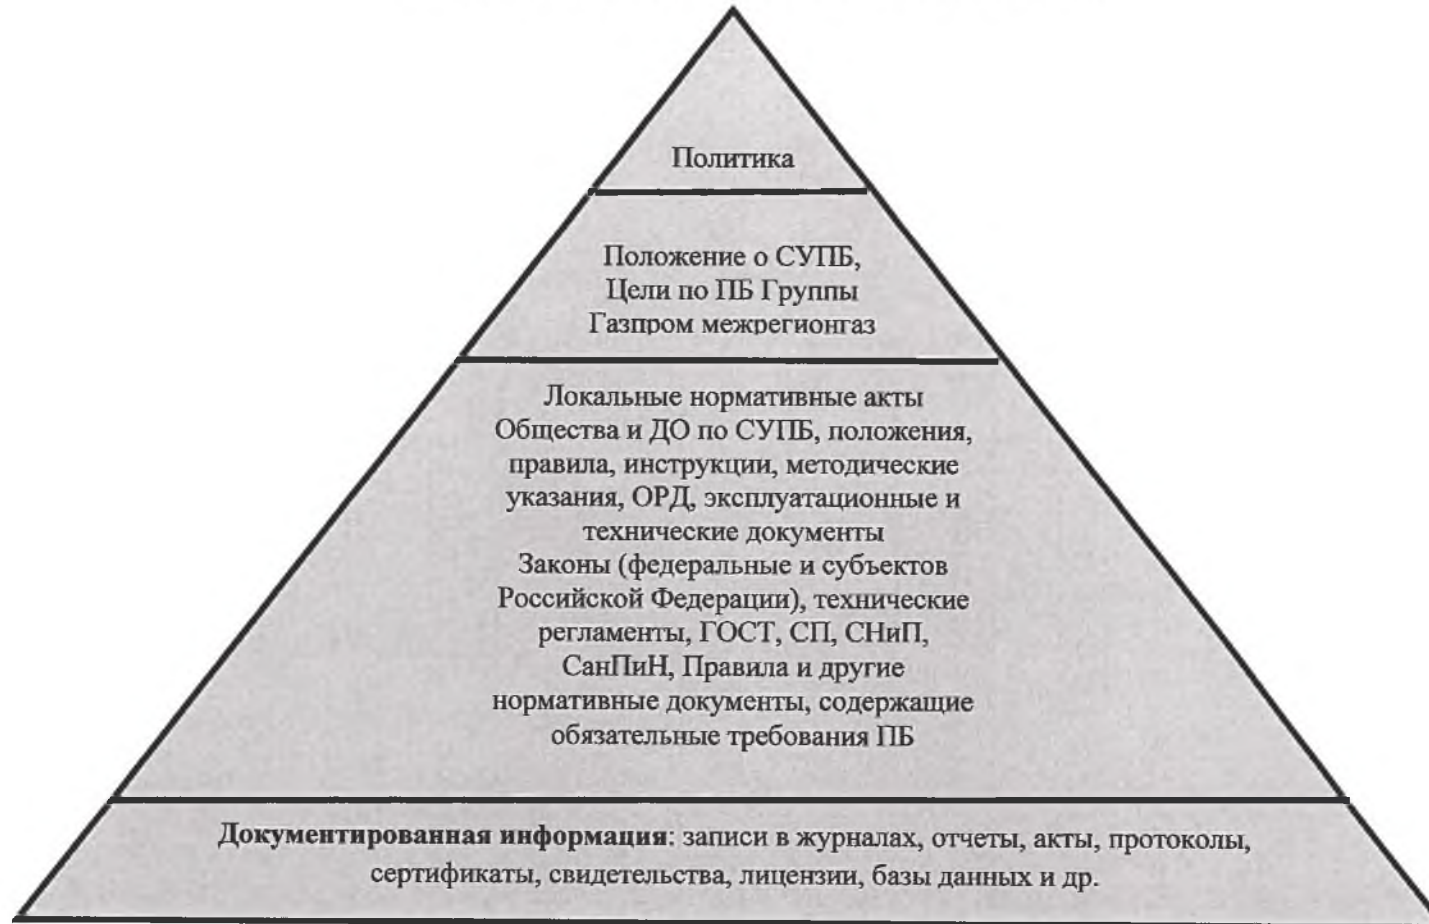 Политика
Положение о СУПБ,
Цели по ПБ Группы
Газпром межрегионгаз
Локальные нормативные акты
Общества и ДО по СУПБ, положения,
правила, инструкции, методические
указания, ОРД, эксплуатационные и
технические документы
Законы (федеральные и субъектов
Российской Федерации), технические
регламенты, ГОСТ, СП, СНиП,
СанПиН, Правила и другие
нормативные документы, содержащие
обязательные требования ПБ
Документированная информация: записи в журналах, отчеты, акты, протоколы,
сертификаты, свидетельства, лицензии, базы данных и др.